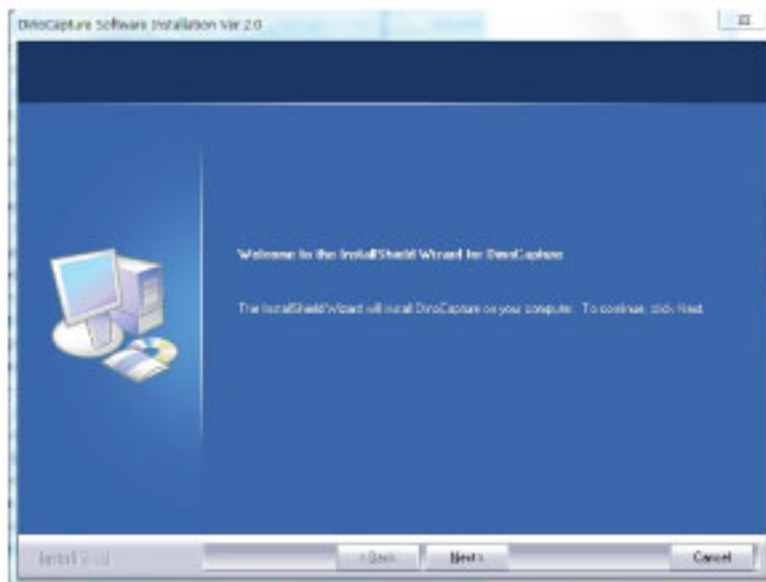 DinoCapture Software Installation Ver 2.0
Welcome to the InstallShield Wizard for DinoCapture
The InstallShield Wizard will install DinoCapture on your computer. To continue, click Next.
InstallShield
< Back
Next >
Cancel